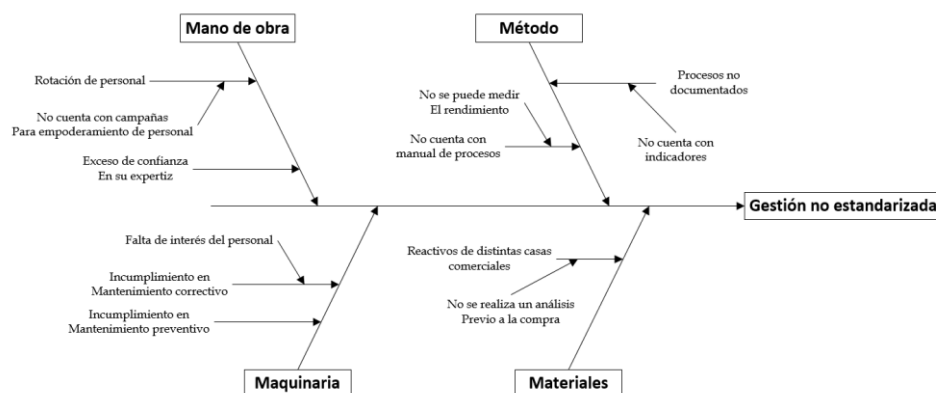 Mano de obra
Método
Rotación de personal
No cuenta con campañas
Para empoderamiento de personal
Exceso de confianza
En su expertiz
Procesos no
documentados
No se puede medir
El rendimiento
No cuenta con
manual de procesos
No cuenta con
indicadores
Gestión no estandarizada
Falta de interés del personal
Incumplimiento en
Mantenimiento correctivo
Incumplimiento en
Mantenimiento preventivo
Reactivos de distintas casas
comerciales
No se realiza un análisis
Previo a la compra
Maquinaria
Materiales